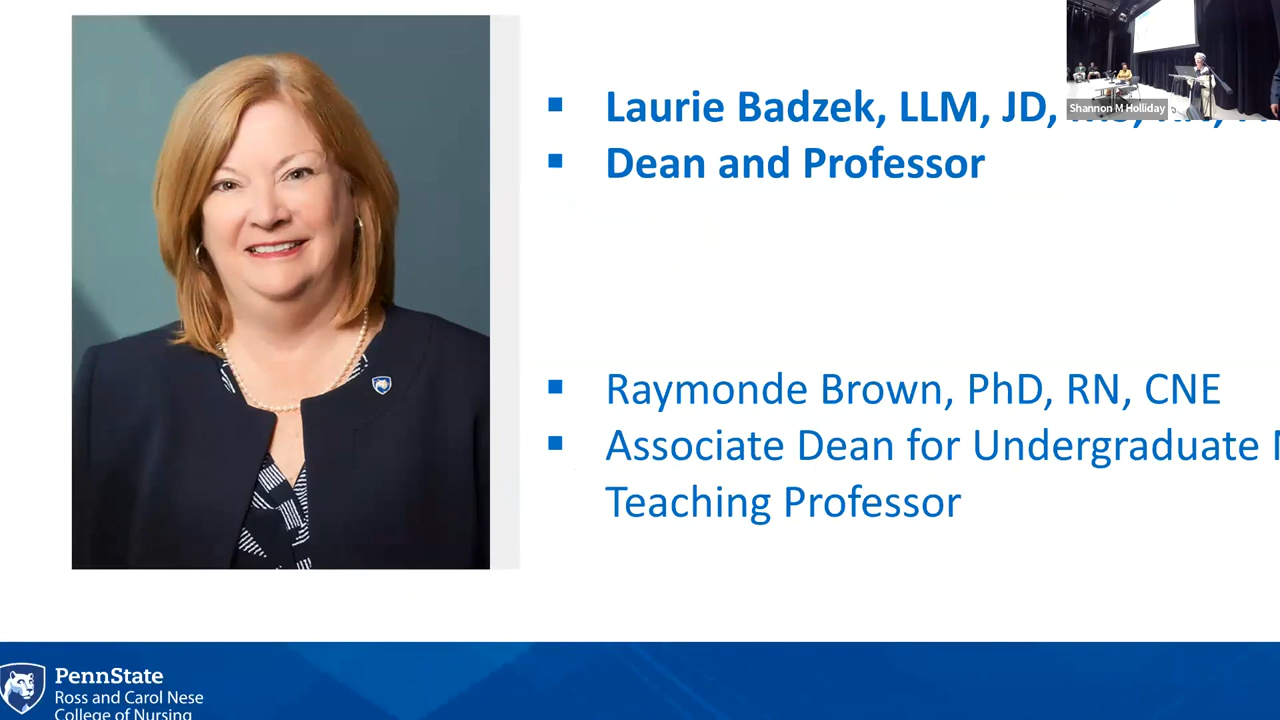 Laurie Badzek, LLM, JD,
Dean and Professor
Shannon M Holliday
Raymonde Brown, PhD, RN, CNE
Associate Dean for Undergraduate
Teaching Professor
PennState
Ross and Carol Nese
College of Nursing